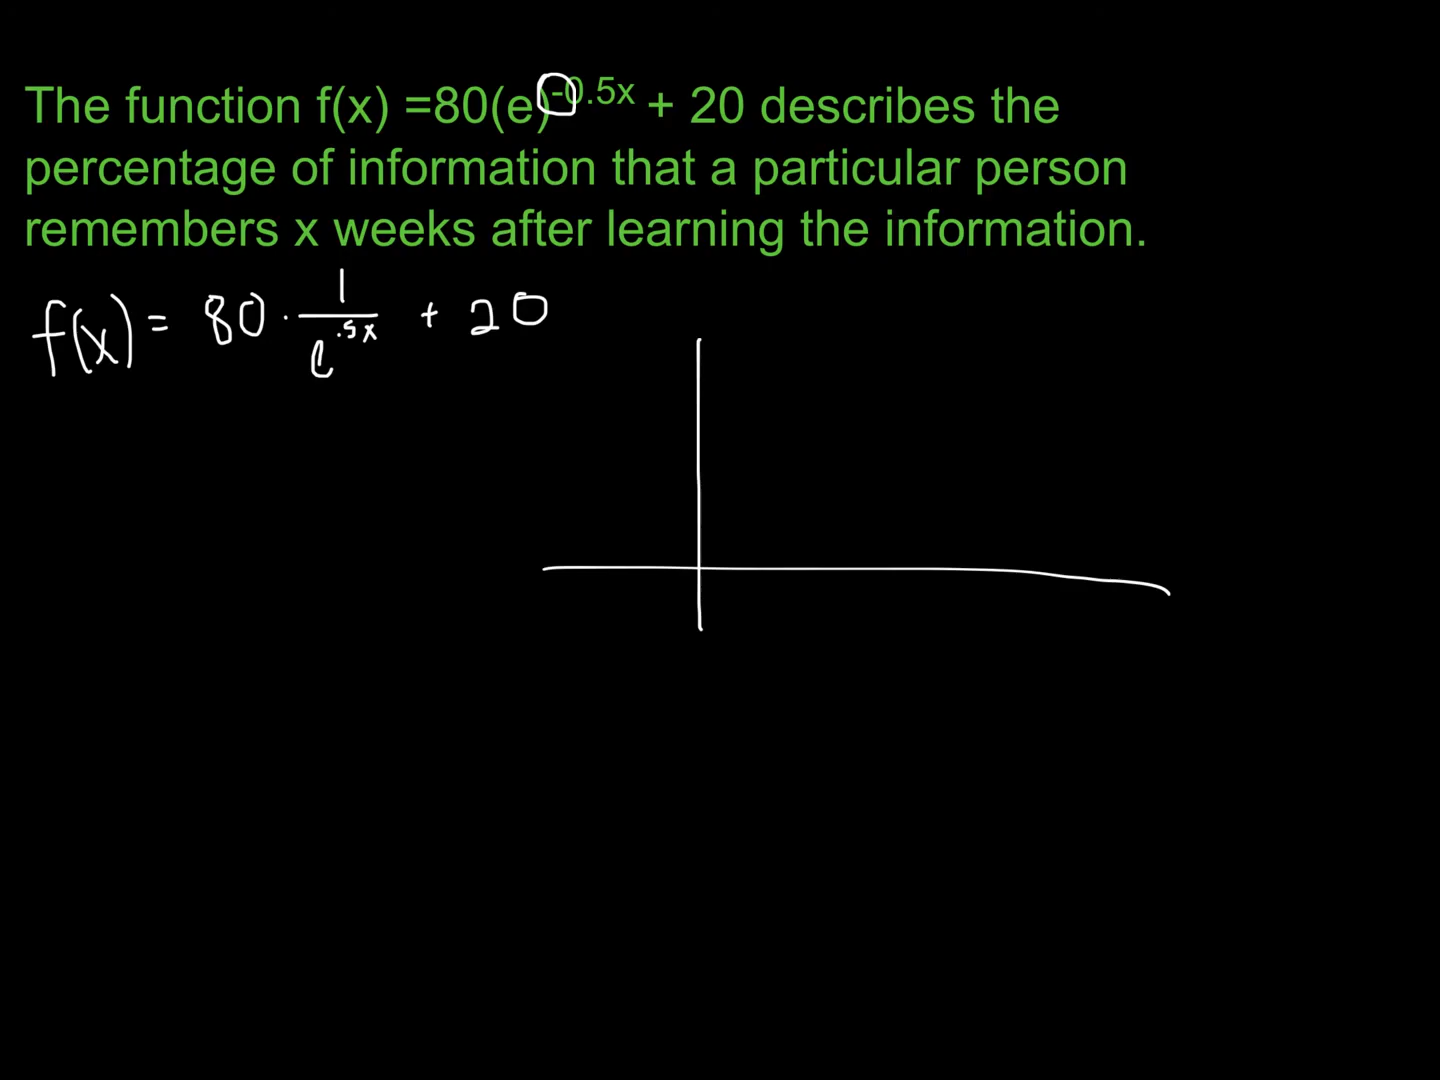 The function f(x) =80(e)^-0.5x + 20 describes the
percentage of information that a particular person
remembers x weeks after learning the information.
f(x) = 80 · 1/e^.5x + 20